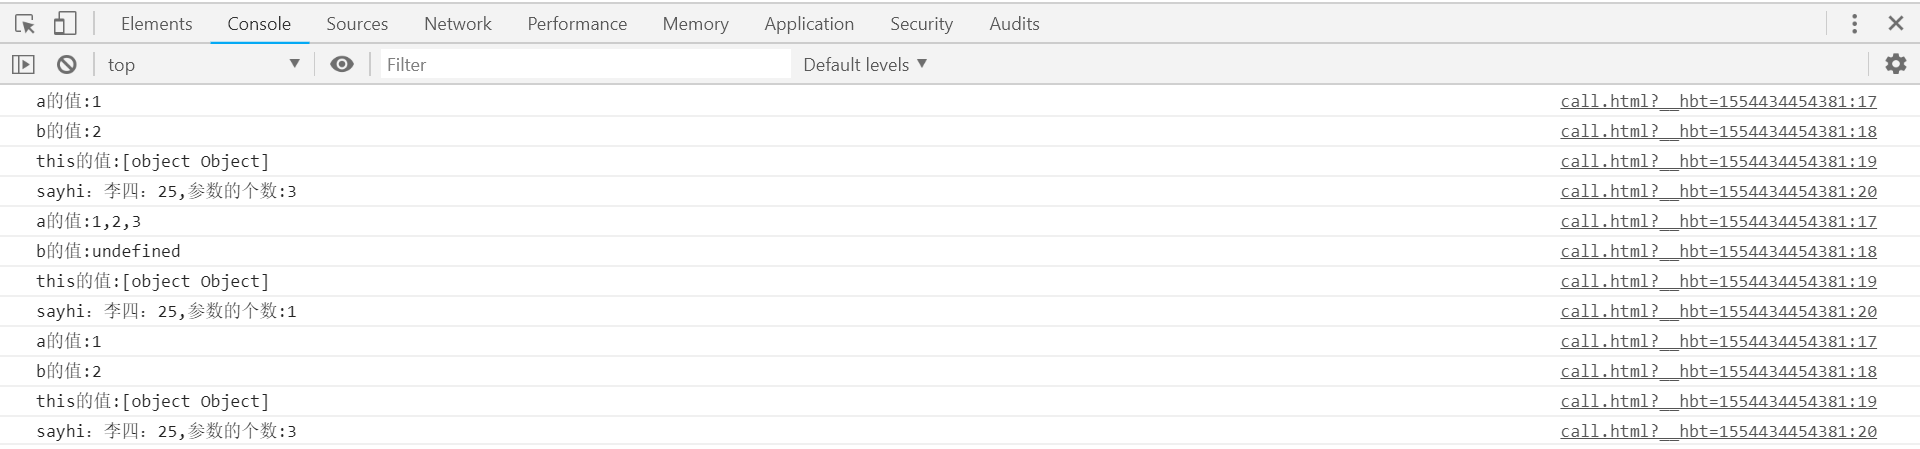 Elements Console Sources Network Performance Memory Application Security Audits
top Filter Default levels
a的值:1 call.html?__hbt=1554434454381:17
b的值:2 call.html?__hbt=1554434454381:18
this的值:[object Object] call.html?__hbt=1554434454381:19
sayhi：李四：25,参数的个数:3 call.html?__hbt=1554434454381:20
a的值:1,2,3 call.html?__hbt=1554434454381:17
b的值:undefined call.html?__hbt=1554434454381:18
this的值:[object Object] call.html?__hbt=1554434454381:19
sayhi：李四：25,参数的个数:1 call.html?__hbt=1554434454381:20
a的值:1 call.html?__hbt=1554434454381:17
b的值:2 call.html?__hbt=1554434454381:18
this的值:[object Object] call.html?__hbt=1554434454381:19
sayhi：李四：25,参数的个数:3 call.html?__hbt=1554434454381:20